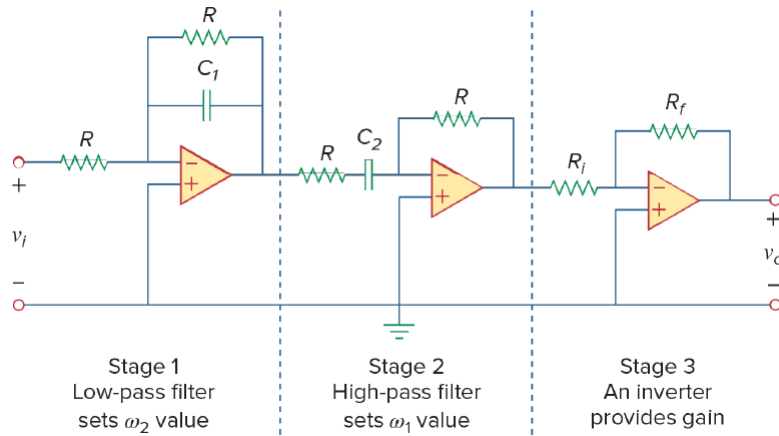 R
C1
R
R
C2
R
Ri
Rf
−
+
−
+
−
+
+
vi
−
+
vo
−
Stage 1
Low-pass filter
sets ω2 value
Stage 2
High-pass filter
sets ω1 value
Stage 3
An inverter
provides gain